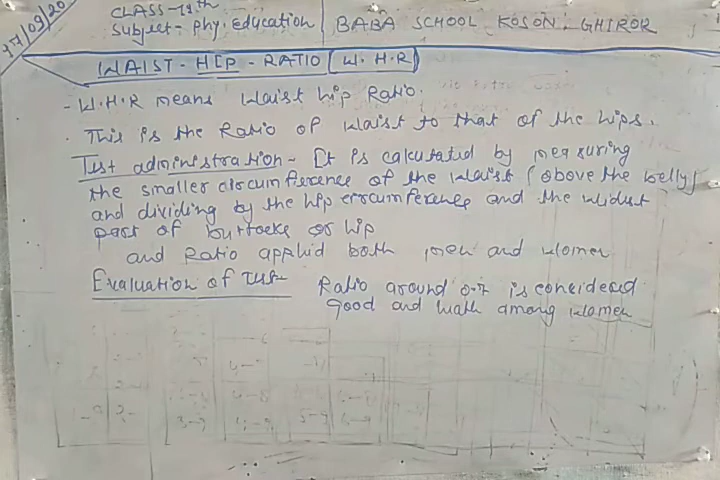 17/09/20
CLASS-12th
Subject- Phy. Education | BABA SCHOOL KOSON, GHIROR
WAIST-HIP-RATIO (W.H.R)
- W.H.R means Waist hip Ratio.
. This is the Ratio of Waist to that of the hips.
Test administration- It is calculated by measuring
the smaller circumference of the Waist (above the belly)
and dividing by the hip circumference and the widest
part of buttocks or hip
and Ratio applied both men and women
Evaluation of Test Ratio around 0.7 is considered
good and among women